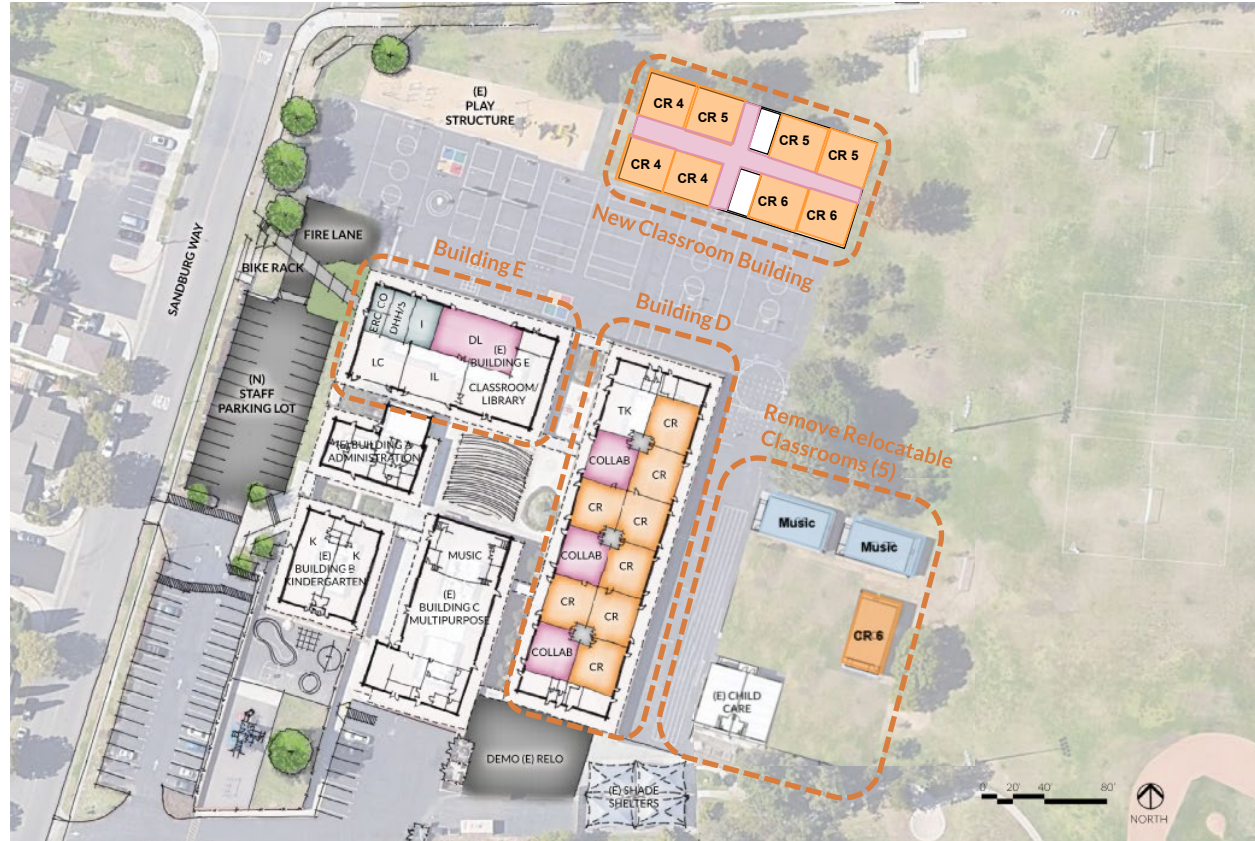 (E)
PLAY
STRUCTURE
CR 4
CR 5
CR 5
CR 5
CR 4
CR 4
CR 6
CR 6
New Classroom Building
SANDBURG WAY
FIRE LANE
BIKE RACK
Building E
ERC
CO
DHH/S
I
DL
LC
IL
(E)
BUILDING E
CLASSROOM/
LIBRARY
(N)
STAFF
PARKING LOT
(E) BUILDING A
ADMINISTRATION
Building D
TK
CR
COLLAB
CR
CR
CR
COLLAB
CR
CR
CR
COLLAB
CR
K
K
(E)
BUILDING B
KINDERGARTEN
MUSIC
(E)
BUILDING C
MULTIPURPOSE
Remove Relocatable
Classrooms (5)
Music
Music
CR 6
(E) CHILD
CARE
DEMO (E) RELO
(E) SHADE
SHELTERS
0 20' 40' 80'
NORTH